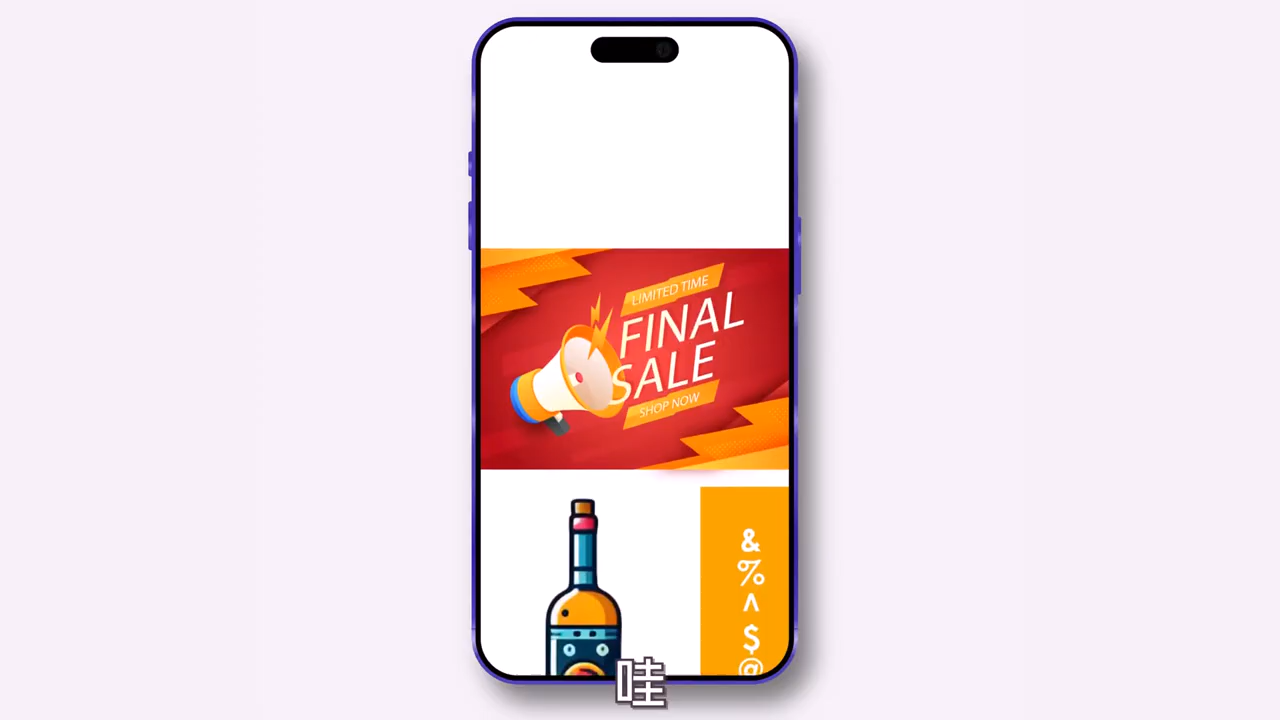 LIMITED TIME
FINAL
SALE
SHOP NOW
&
%
^
$
@
哇